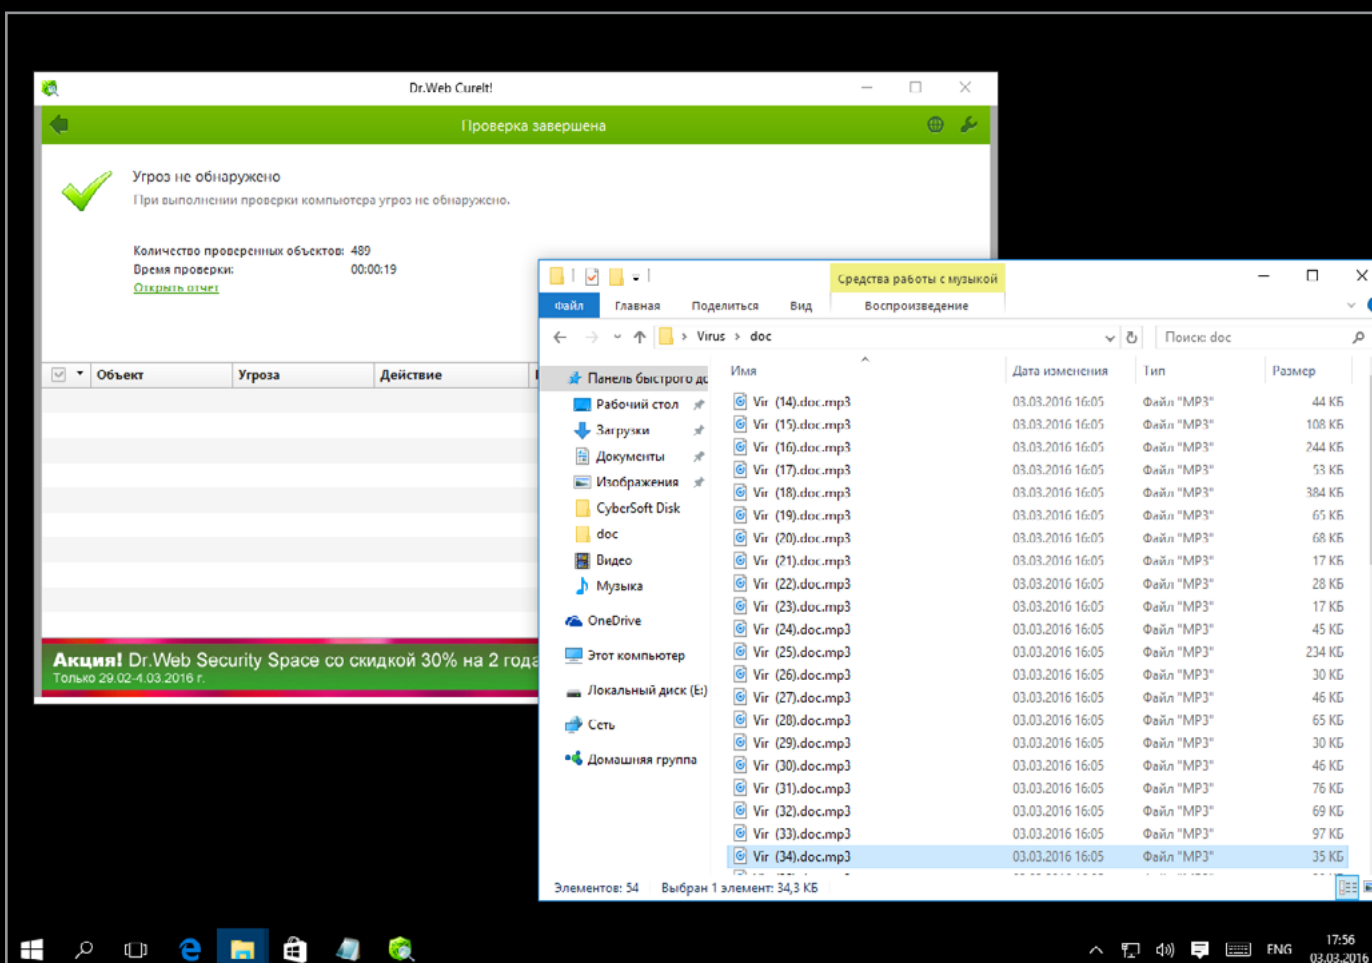 Dr.Web CureIt!
Проверка завершена
Угроз не обнаружено
При выполнении проверки компьютера угроз не обнаружено.
Количество проверенных объектов: 489
Время проверки: 00:00:19
Открыть отчет
Объект Угроза Действие
Акция! Dr.Web Security Space со скидкой 30% на 2 года
Только 29.02-4.03.2016 г.
Средства работы с музыкой
Файл Главная Поделиться Вид Воспроизведение
Virus > doc
Поиск: doc
Имя Дата изменения Тип Размер
Панель быстрого до
Рабочий стол
Загрузки
Документы
Изображения
CyberSoft Disk
doc
Видео
Музыка
OneDrive
Этот компьютер
Локальный диск (E:)
Сеть
Домашняя группа
Vir (14).doc.mp3 03.03.2016 16:05 Файл "MP3" 44 КБ
Vir (15).doc.mp3 03.03.2016 16:05 Файл "MP3" 108 КБ
Vir (16).doc.mp3 03.03.2016 16:05 Файл "MP3" 244 КБ
Vir (17).doc.mp3 03.03.2016 16:05 Файл "MP3" 53 КБ
Vir (18).doc.mp3 03.03.2016 16:05 Файл "MP3" 384 КБ
Vir (19).doc.mp3 03.03.2016 16:05 Файл "MP3" 65 КБ
Vir (20).doc.mp3 03.03.2016 16:05 Файл "MP3" 68 КБ
Vir (21).doc.mp3 03.03.2016 16:05 Файл "MP3" 17 КБ
Vir (22).doc.mp3 03.03.2016 16:05 Файл "MP3" 28 КБ
Vir (23).doc.mp3 03.03.2016 16:05 Файл "MP3" 17 КБ
Vir (24).doc.mp3 03.03.2016 16:05 Файл "MP3" 45 КБ
Vir (25).doc.mp3 03.03.2016 16:05 Файл "MP3" 234 КБ
Vir (26).doc.mp3 03.03.2016 16:05 Файл "MP3" 30 КБ
Vir (27).doc.mp3 03.03.2016 16:05 Файл "MP3" 46 КБ
Vir (28).doc.mp3 03.03.2016 16:05 Файл "MP3" 65 КБ
Vir (29).doc.mp3 03.03.2016 16:05 Файл "MP3" 30 КБ
Vir (30).doc.mp3 03.03.2016 16:05 Файл "MP3" 46 КБ
Vir (31).doc.mp3 03.03.2016 16:05 Файл "MP3" 76 КБ
Vir (32).doc.mp3 03.03.2016 16:05 Файл "MP3" 69 КБ
Vir (33).doc.mp3 03.03.2016 16:05 Файл "MP3" 97 КБ
Vir (34).doc.mp3 03.03.2016 16:05 Файл "MP3" 35 КБ
Элементов: 54 Выбран 1 элемент: 34,3 КБ
ENG
17:56
03.03.2016